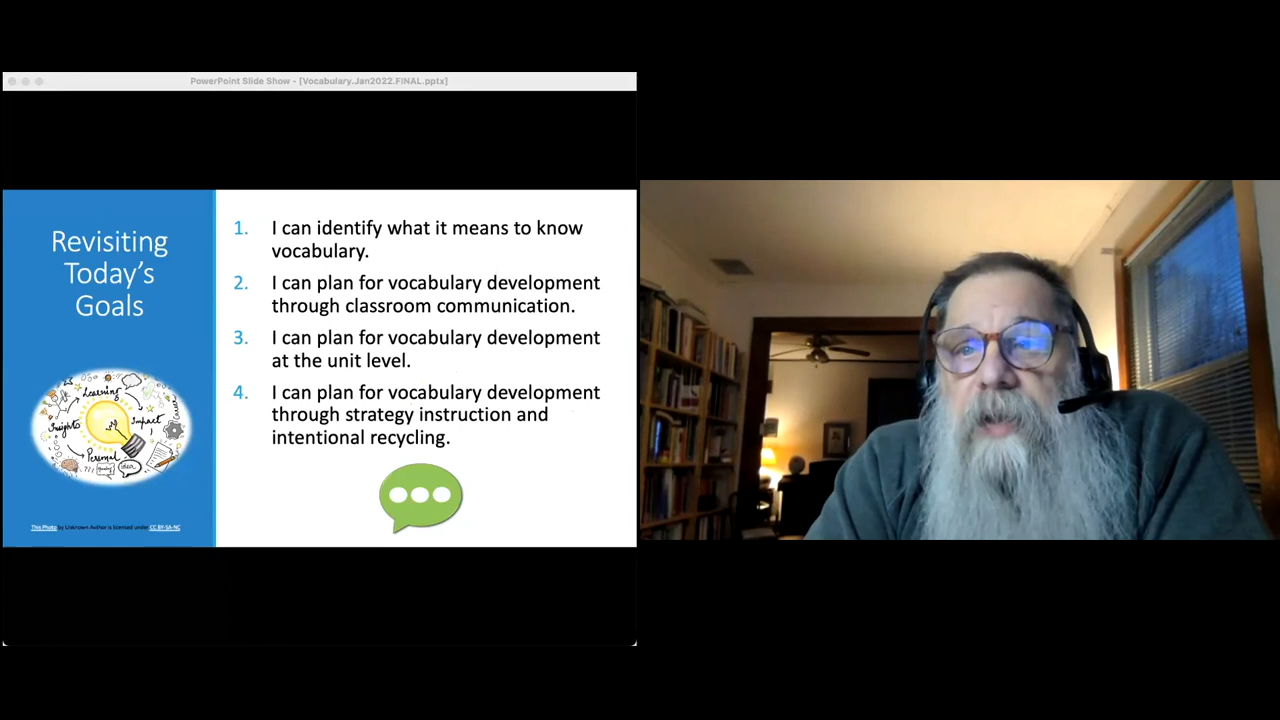 PowerPoint Slide Show - [Vocabulary.Jan2022.FINAL.pptx]
Revisiting
Today's
Goals
Learning
Insights
Impact
Personal
idea
This Photo by Unknown Author is licensed under CC BY-SA-NC
1. I can identify what it means to know
vocabulary.
2. I can plan for vocabulary development
through classroom communication.
3. I can plan for vocabulary development
at the unit level.
4. I can plan for vocabulary development
through strategy instruction and
intentional recycling.